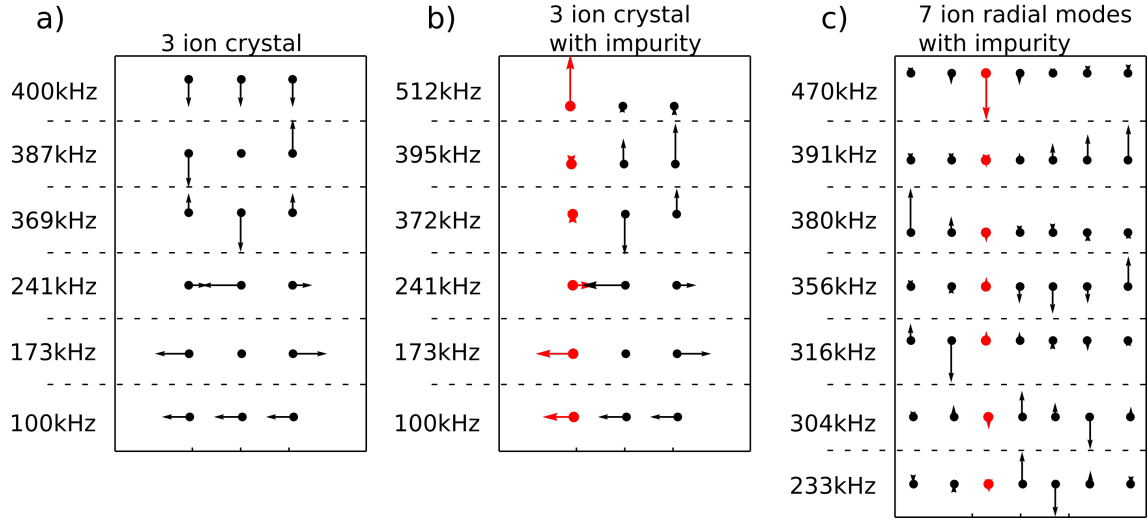 a)
3 ion crystal
400kHz
387kHz
369kHz
241kHz
173kHz
100kHz
b)
3 ion crystal
with impurity
512kHz
395kHz
372kHz
241kHz
173kHz
100kHz
c)
7 ion radial modes
with impurity
470kHz
391kHz
380kHz
356kHz
316kHz
304kHz
233kHz